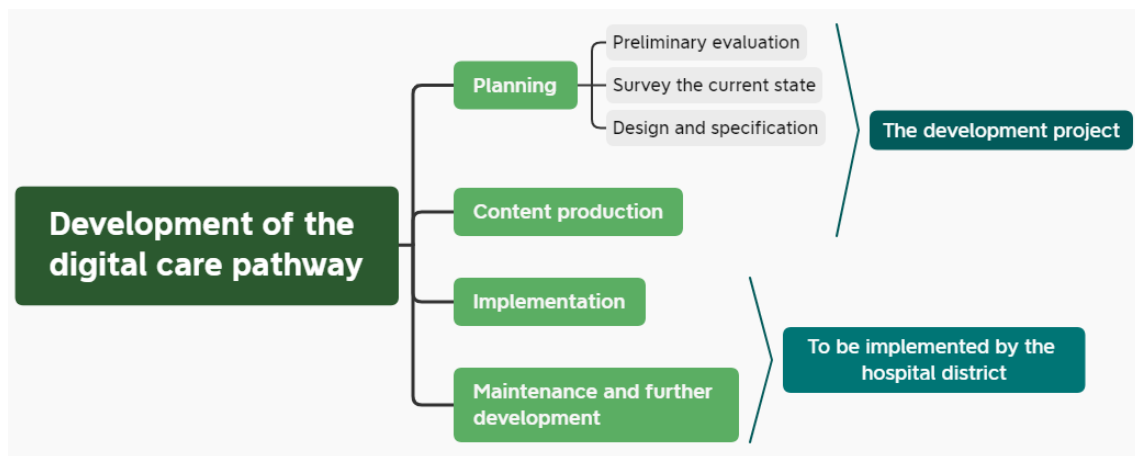 Development of the
digital care pathway
Planning
Preliminary evaluation
Survey the current state
Design and specification
The development project
Content production
Implementation
Maintenance and further
development
To be implemented by the
hospital district